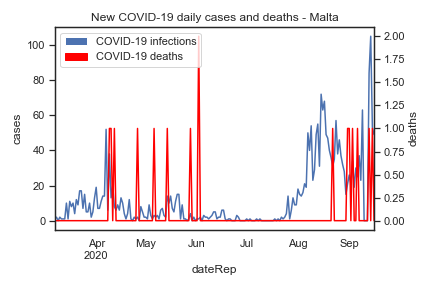 New COVID-19 daily cases and deaths - Malta
COVID-19 infections
COVID-19 deaths
100
80
60
40
20
0
cases
2.00
1.75
1.50
1.25
1.00
0.75
0.50
0.25
0.00
deaths
Apr May Jun Jul Aug Sep
2020
dateRep